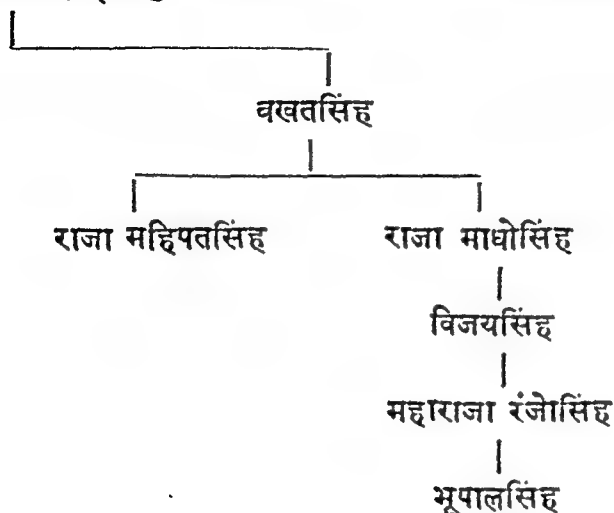 वखतसिंह
राजा महिपतसिंह राजा माधोसिंह
विजयसिंह
महाराजा रंजोसिंह
भूपालसिंह